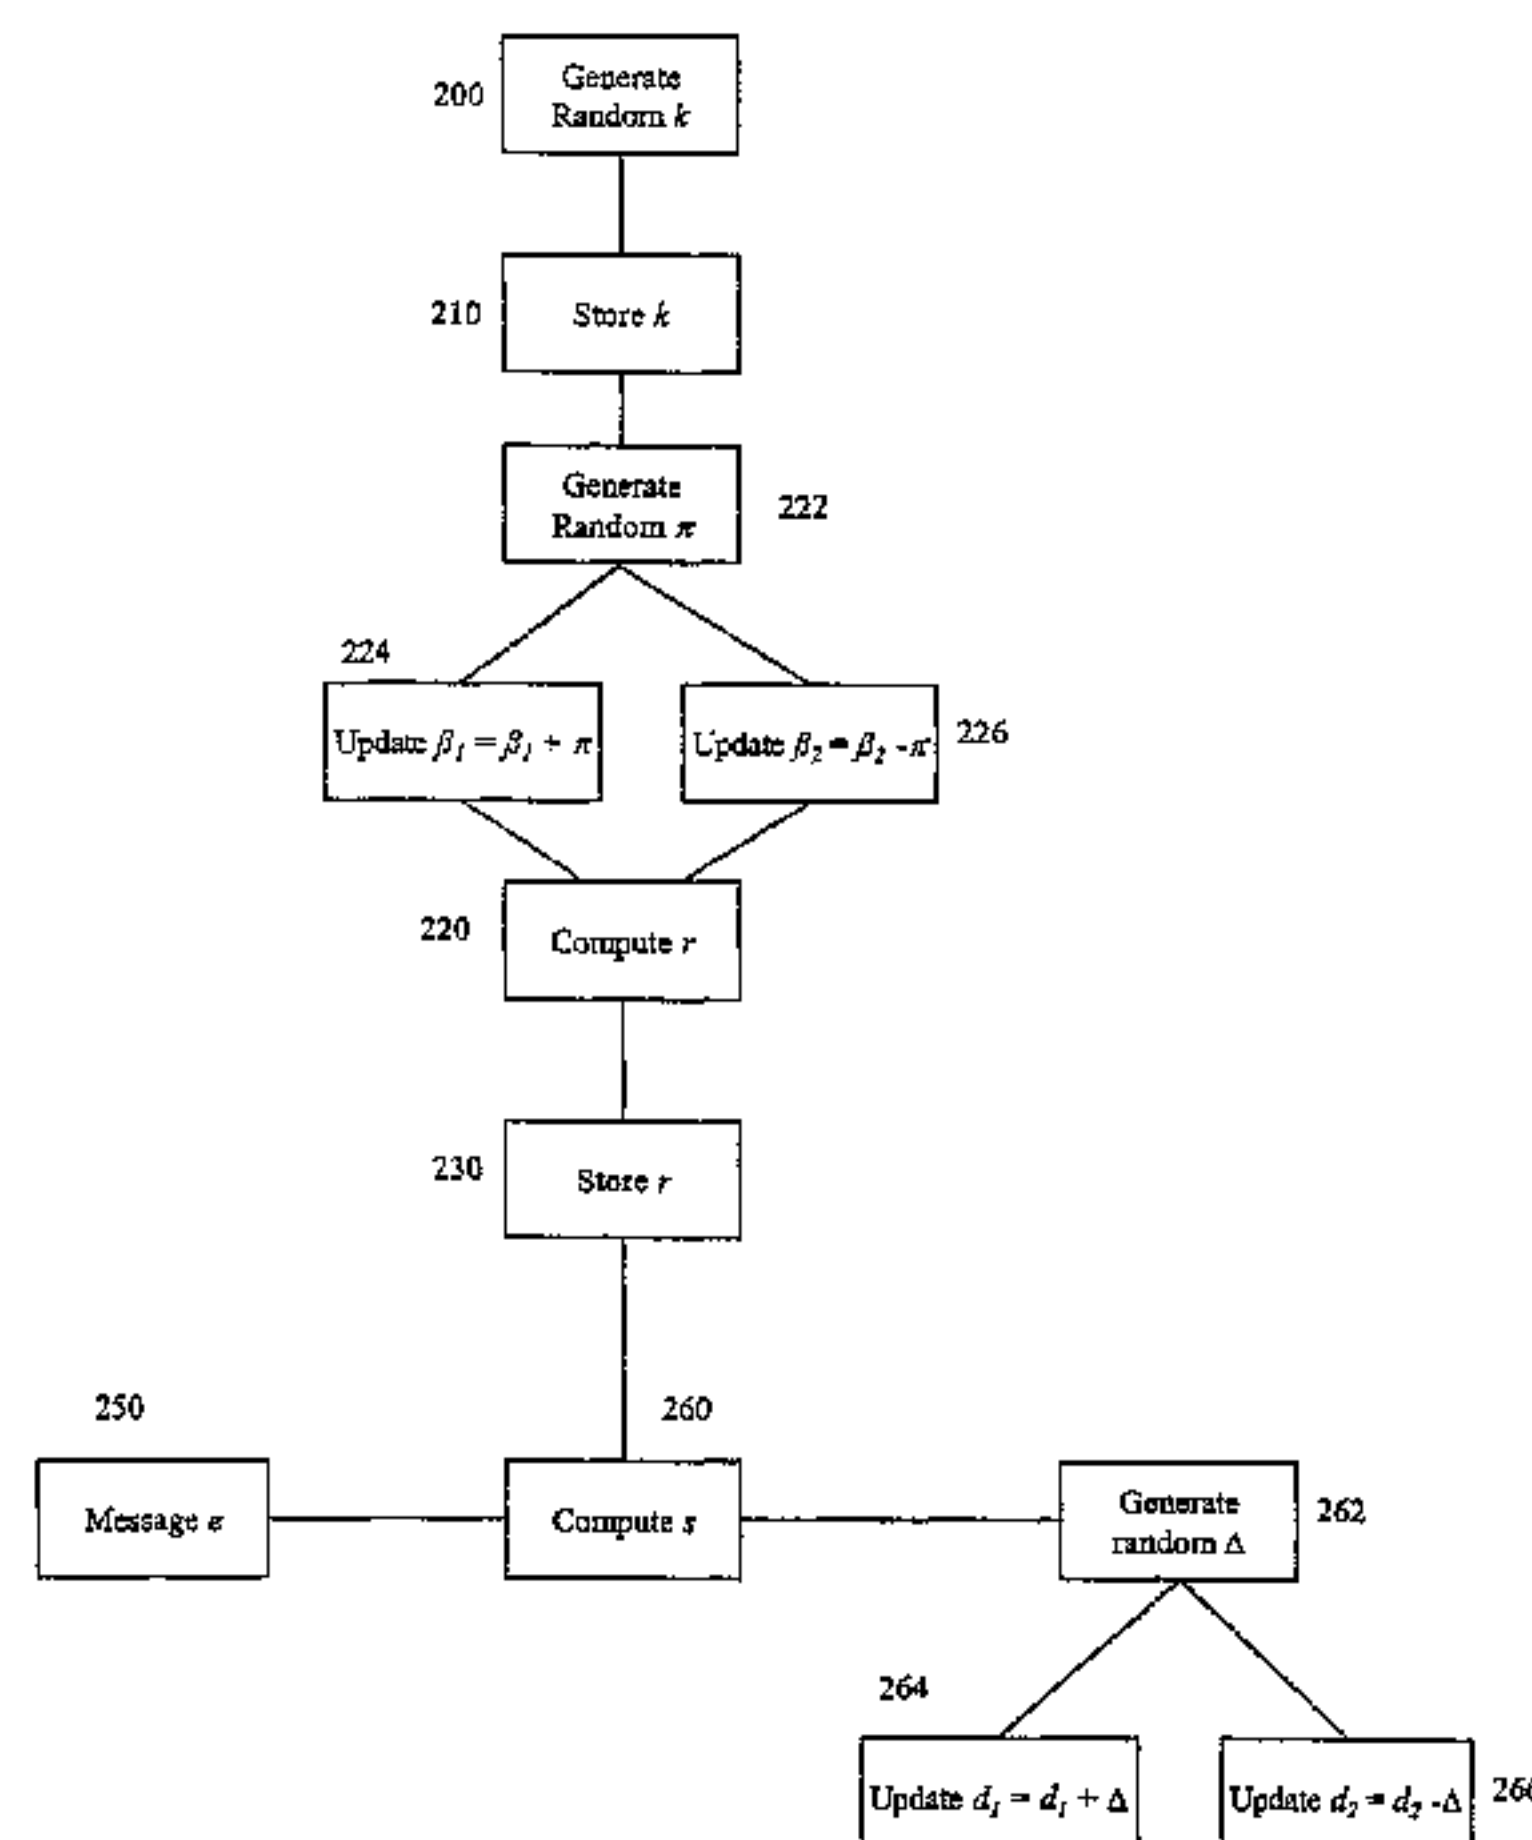 200
Generate
Random k
210
Store k
Generate
Random π
222
224
Update β₁ = β₁ + π
Update β₂ = β₂ -π
226
220
Compute r
230
Store r
250
260
Message e
Compute s
Generate
random Δ
262
264
Update d₁ = d₁ + Δ
Update d₂ = d₂ -Δ
266